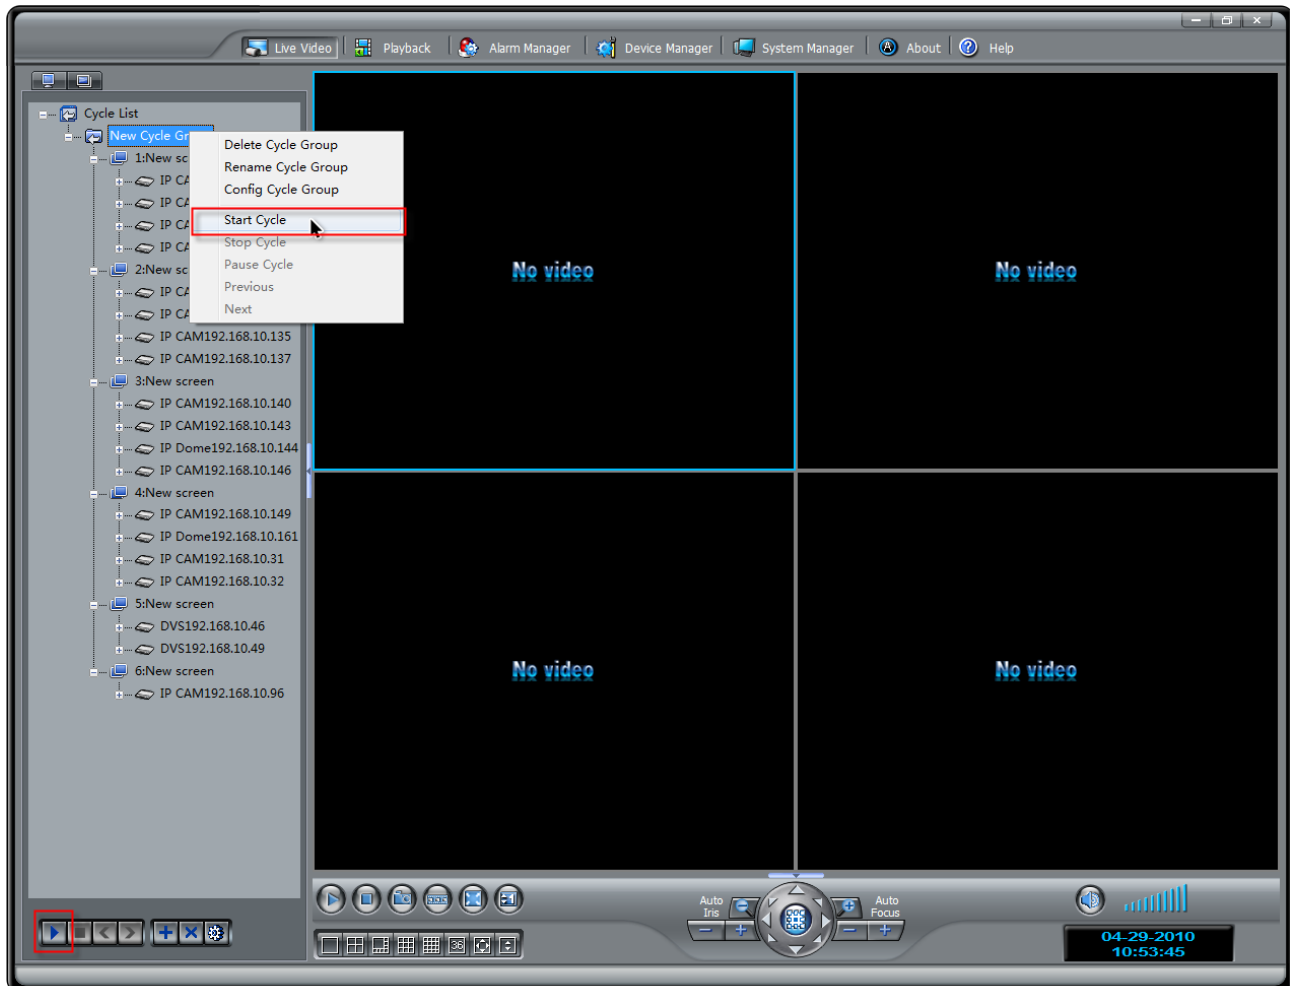 Live Video
Playback
Alarm Manager
Device Manager
System Manager
About
Help
Cycle List
New Cycle Gr
Delete Cycle Group
Rename Cycle Group
Config Cycle Group
Start Cycle
Stop Cycle
Pause Cycle
Previous
Next
1:New sc
IP CA
IP CA
IP CA
IP CA
2:New sc
IP CA
IP CA
IP CAM192.168.10.135
IP CAM192.168.10.137
3:New screen
IP CAM192.168.10.140
IP CAM192.168.10.143
IP Dome192.168.10.144
IP CAM192.168.10.146
4:New screen
IP CAM192.168.10.149
IP Dome192.168.10.161
IP CAM192.168.10.31
IP CAM192.168.10.32
5:New screen
DVS192.168.10.46
DVS192.168.10.49
6:New screen
IP CAM192.168.10.96
No video
No video
No video
No video
Auto
Iris
Auto
Focus
36
04-29-2010
10:53:45